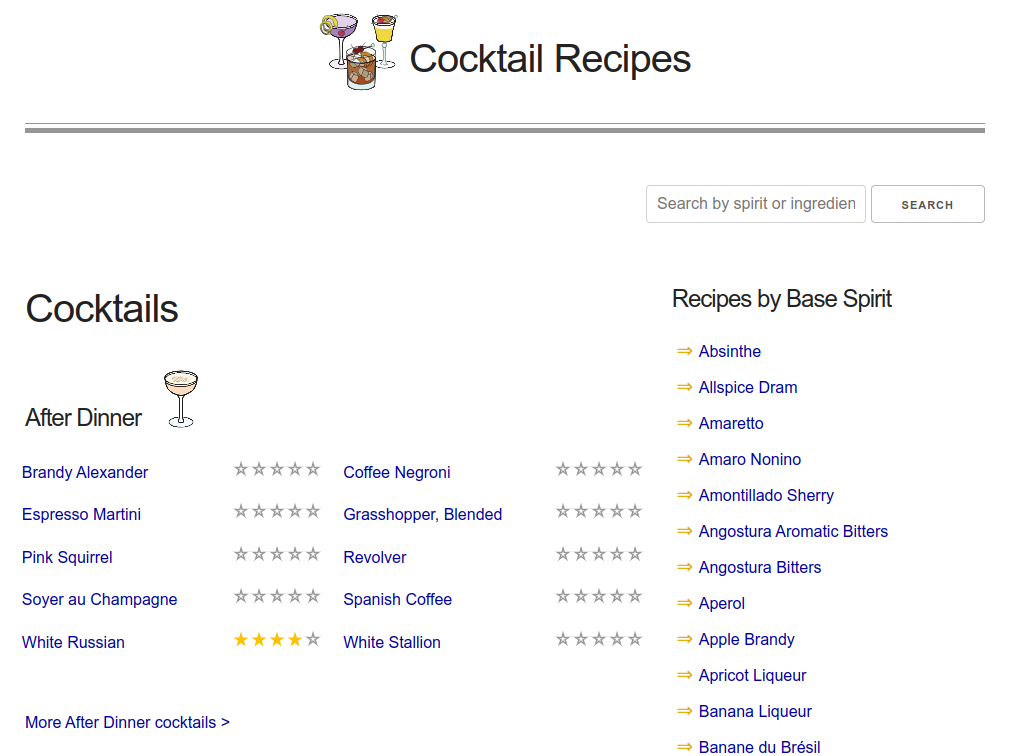 Cocktail Recipes
Search by spirit or ingredien
SEARCH
Cocktails
After Dinner
Brandy Alexander
Coffee Negroni
Espresso Martini
Grasshopper, Blended
Pink Squirrel
Revolver
Soyer au Champagne
Spanish Coffee
White Russian
White Stallion
More After Dinner cocktails >
Recipes by Base Spirit
⇒ Absinthe
⇒ Allspice Dram
⇒ Amaretto
⇒ Amaro Nonino
⇒ Amontillado Sherry
⇒ Angostura Aromatic Bitters
⇒ Angostura Bitters
⇒ Aperol
⇒ Apple Brandy
⇒ Apricot Liqueur
⇒ Banana Liqueur
⇒ Banane du Brésil